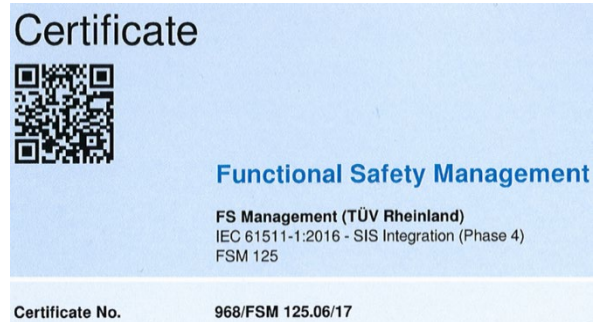 Certificate
Functional Safety Management
FS Management (TÜV Rheinland)
IEC 61511-1:2016 - SIS Integration (Phase 4)
FSM 125
Certificate No. 968/FSM 125.06/17